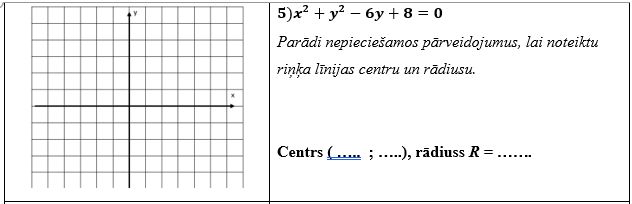 y
x
5)x² + y² − 6y + 8 = 0
Parādi nepieciešamos pārveidojumus, lai noteiktu
riņķa līnijas centru un rādiusu.
Centrs ( ..... ; .....), rādiuss R = .......